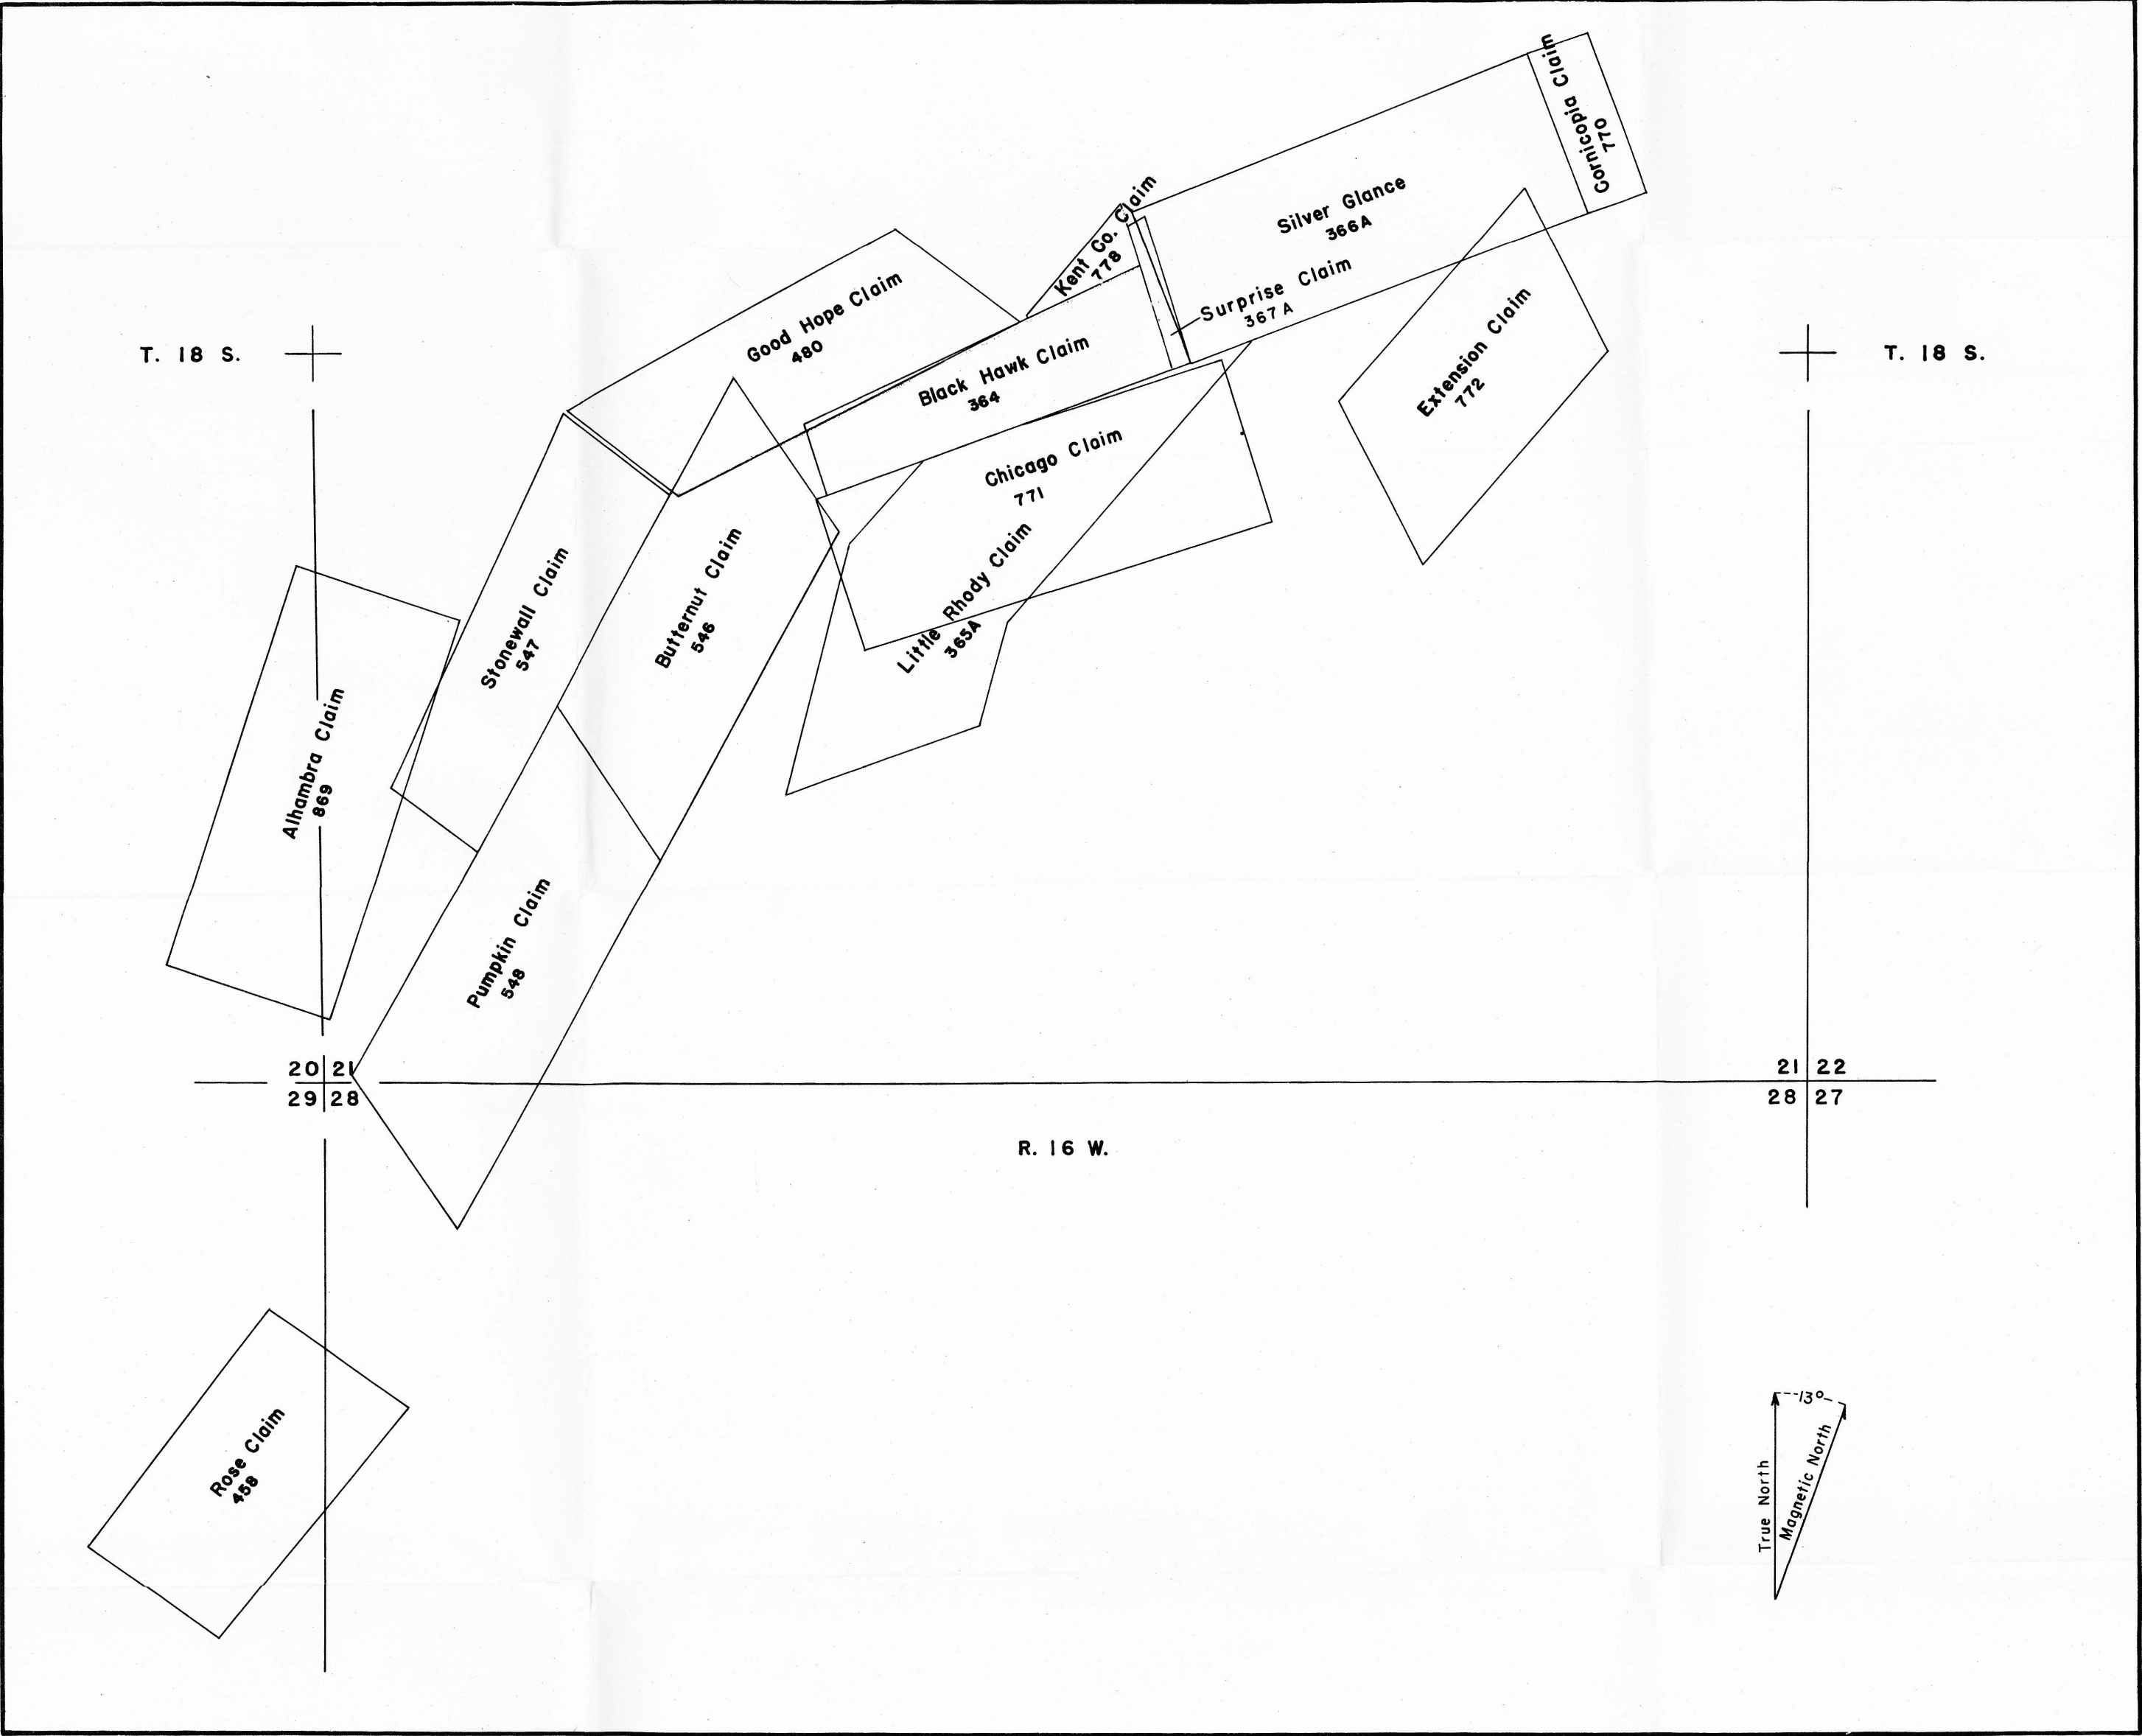 Cornicopia Claim
770
Silver Glance
366A
Kent Co. Claim
778
Surprise Claim
367A
Good Hope Claim
480
Black Hawk Claim
364
T. 18 S.
T. 18 S.
Extension Claim
772
Chicago Claim
771
Little Rhody Claim
365A
Stonewall Claim
547
Butternut Claim
546
Alhambra Claim
869
Pumpkin Claim
548
20 21
29 28
21 22
28 27
R. 16 W.
Rose Claim
458
13°
True North
Magnetic North